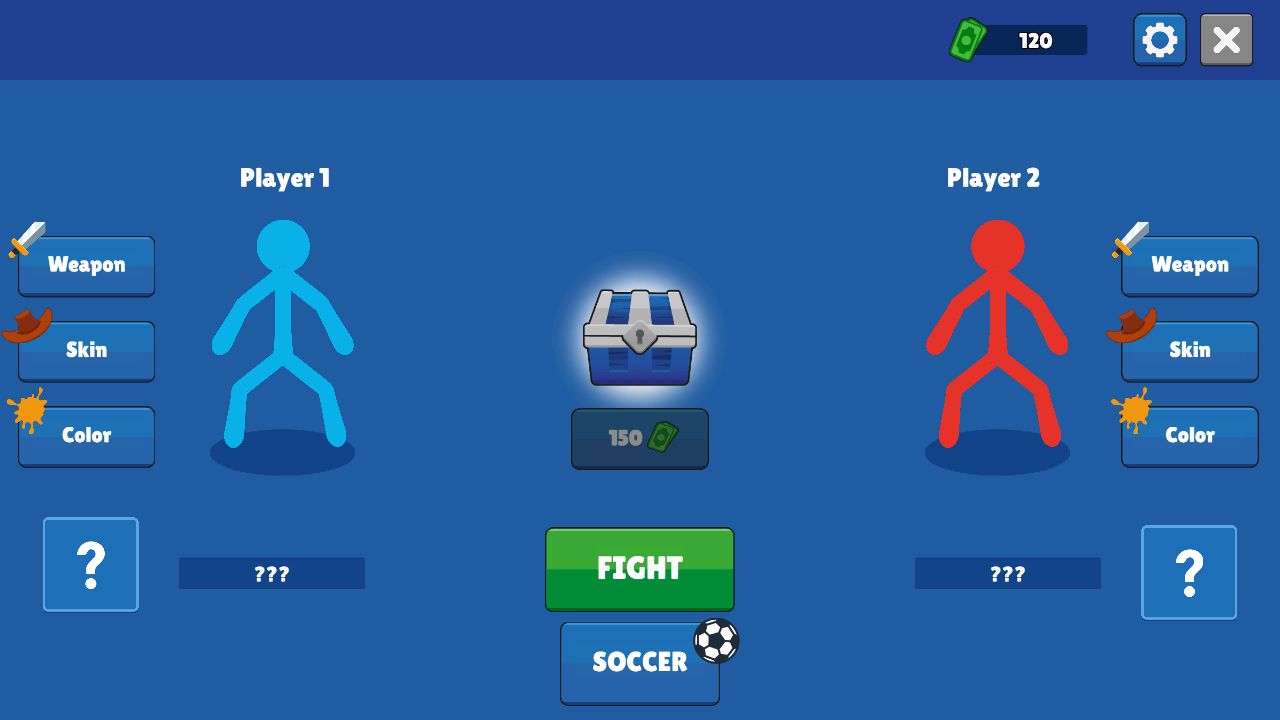 120
Player 1
Player 2
Weapon
Weapon
Skin
Skin
Color
Color
150
?
???
FIGHT
???
?
SOCCER